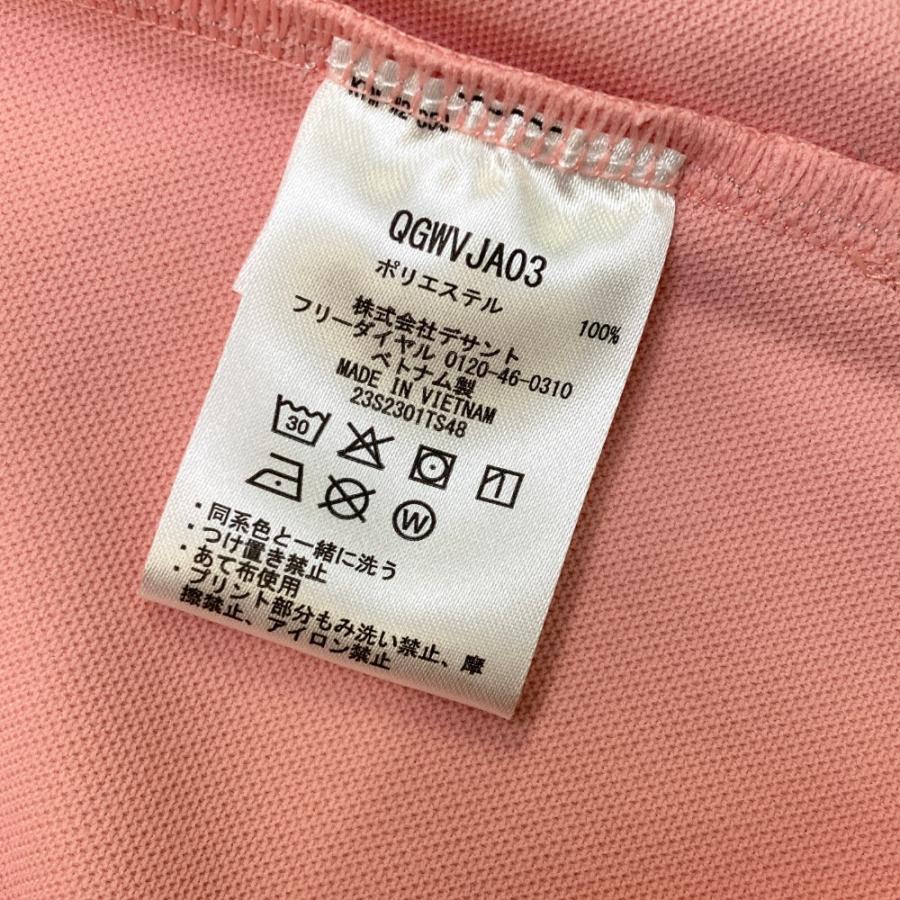 QGWVJA03
ポリエステル 100%
株式会社デサント
フリーダイヤル 0120-46-0310
ベトナム製
MADE IN VIETNAM
23S2301TS48
30
W
・同系色と一緒に洗う
・つけ置き禁止
・あて布使用
・プリント部分もみ洗い禁止、摩
擦禁止、アイロン禁止